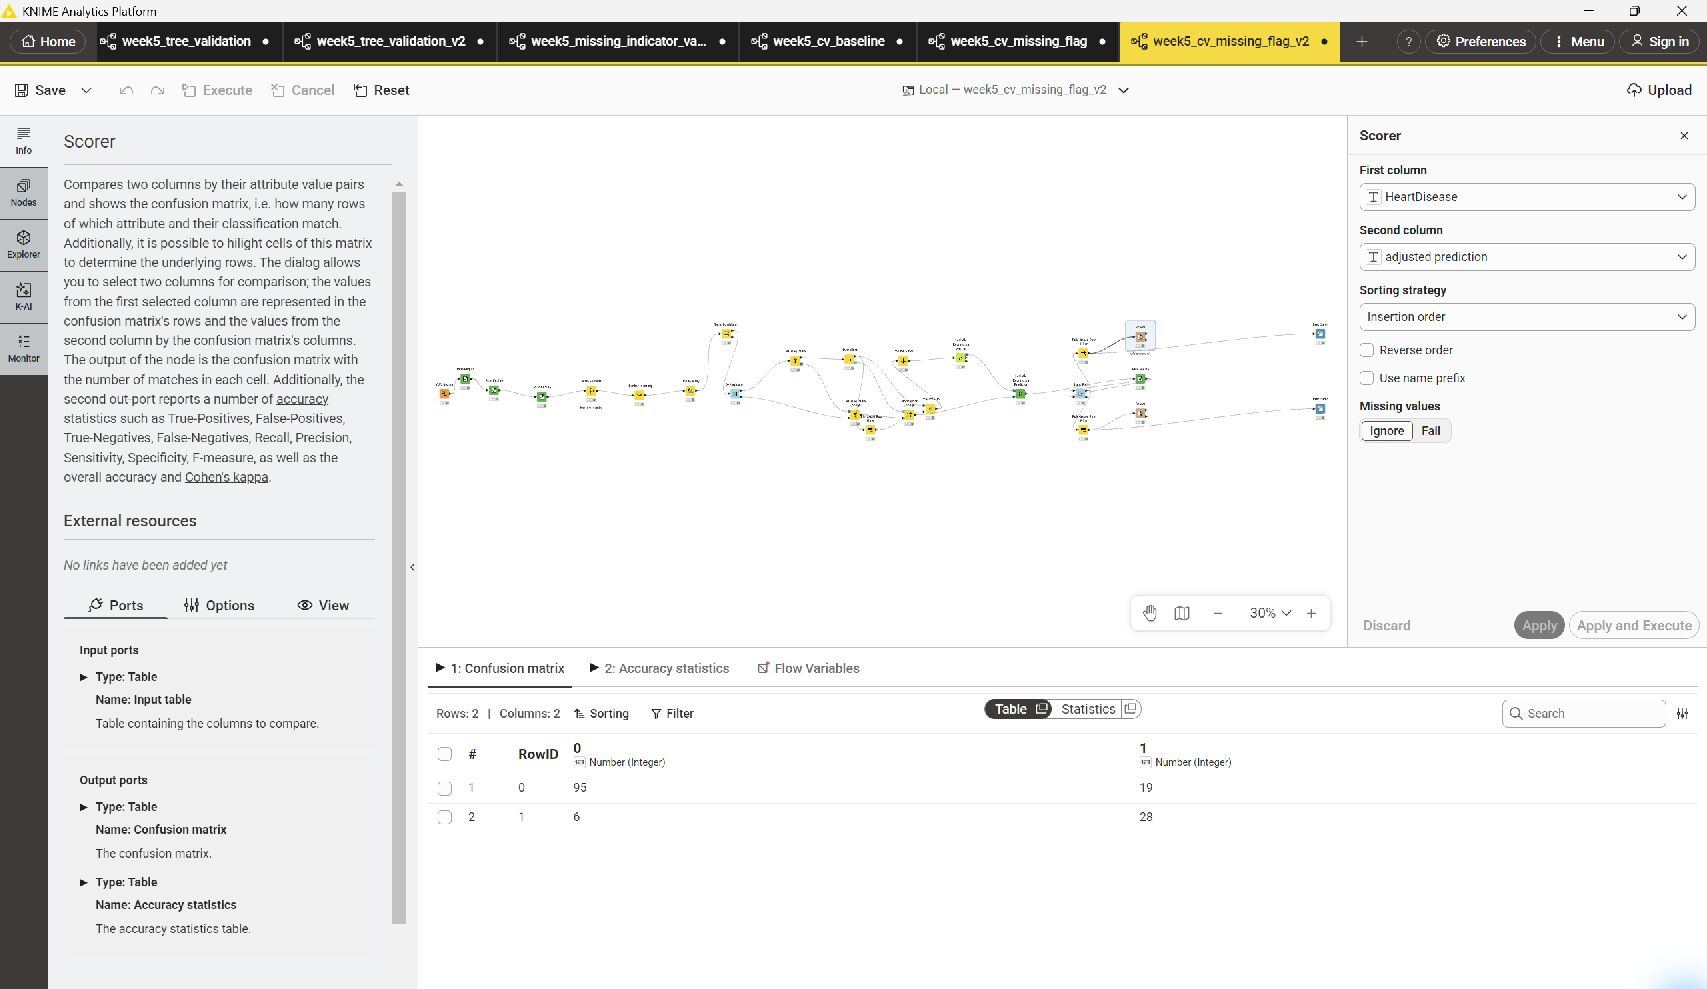 KNIME Analytics Platform
Home
week5_tree_validation
week5_tree_validation_v2
week5_missing_indicator_va...
week5_cv_baseline
week5_cv_missing_flag
week5_cv_missing_flag_v2
?
Preferences
Menu
Sign in
Save
Execute
Cancel
Reset
Local — week5_cv_missing_flag_v2
Upload
Info
Nodes
Explorer
K-AI
Monitor
Scorer
Compares two columns by their attribute value pairs
and shows the confusion matrix, i.e. how many rows
of which attribute and their classification match.
Additionally, it is possible to hilight cells of this matrix
to determine the underlying rows. The dialog allows
you to select two columns for comparison; the values
from the first selected column are represented in the
confusion matrix's rows and the values from the
second column by the confusion matrix's columns.
The output of the node is the confusion matrix with
the number of matches in each cell. Additionally, the
second out-port reports a number of accuracy
statistics such as True-Positives, False-Positives,
True-Negatives, False-Negatives, Recall, Precision,
Sensitivity, Specificity, F-measure, as well as the
overall accuracy and Cohen's kappa.
External resources
No links have been added yet
Ports
Options
View
Input ports
Type: Table
Name: Input table
Table containing the columns to compare.
Output ports
Type: Table
Name: Confusion matrix
The confusion matrix.
Type: Table
Name: Accuracy statistics
The accuracy statistics table.
30%
Scorer
First column
HeartDisease
Second column
adjusted prediction
Sorting strategy
Insertion order
Reverse order
Use name prefix
Missing values
Ignore
Fail
Discard
Apply
Apply and Execute
1: Confusion matrix
2: Accuracy statistics
Flow Variables
Rows: 2 | Columns: 2
Sorting
Filter
Table
Statistics
Search
# RowID 0 1
Number (Integer) Number (Integer)
1 0 95 19
2 1 6 28